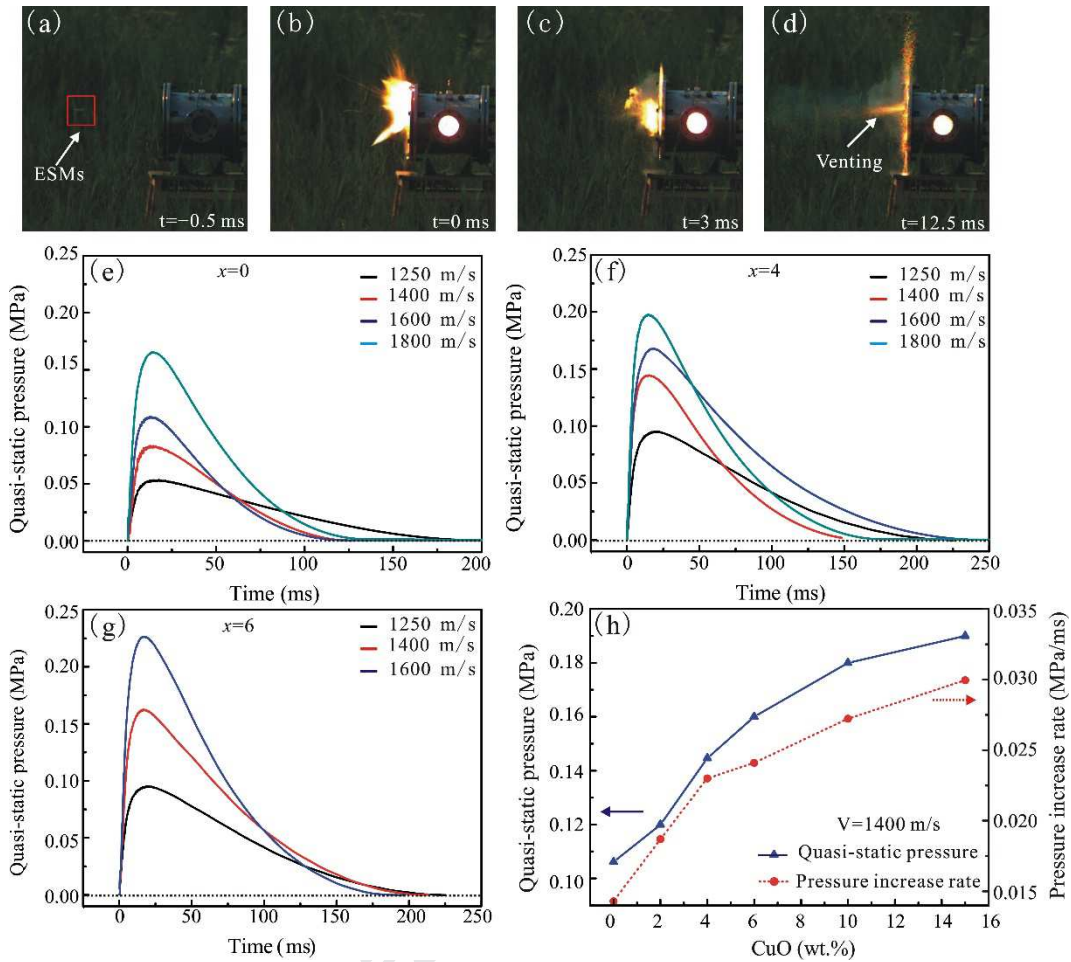 (a)
ESMs
t=−0.5 ms
(b)
t=0 ms
(c)
t=3 ms
(d)
Venting
t=12.5 ms
(e)
x=0
1250 m/s
1400 m/s
1600 m/s
1800 m/s
Quasi-static pressure (MPa)
0.25
0.20
0.15
0.10
0.05
0.00
0 50 100 150 200
Time (ms)
(f)
x=4
1250 m/s
1400 m/s
1600 m/s
1800 m/s
Quasi-static pressure (MPa)
0.25
0.20
0.15
0.10
0.05
0.00
0 50 100 150 200 250
Time (ms)
(g)
x=6
1250 m/s
1400 m/s
1600 m/s
Quasi-static pressure (MPa)
0.25
0.20
0.15
0.10
0.05
0.00
0 50 100 150 200 250
Time (ms)
(h)
Quasi-static pressure (MPa)
0.20
0.18
0.16
0.14
0.12
0.10
V=1400 m/s
Quasi-static pressure
Pressure increase rate
0.035
0.030
0.025
0.020
0.015
Pressure increase rate (MPa/ms)
0 2 4 6 8 10 12 14 16
CuO (wt.%)